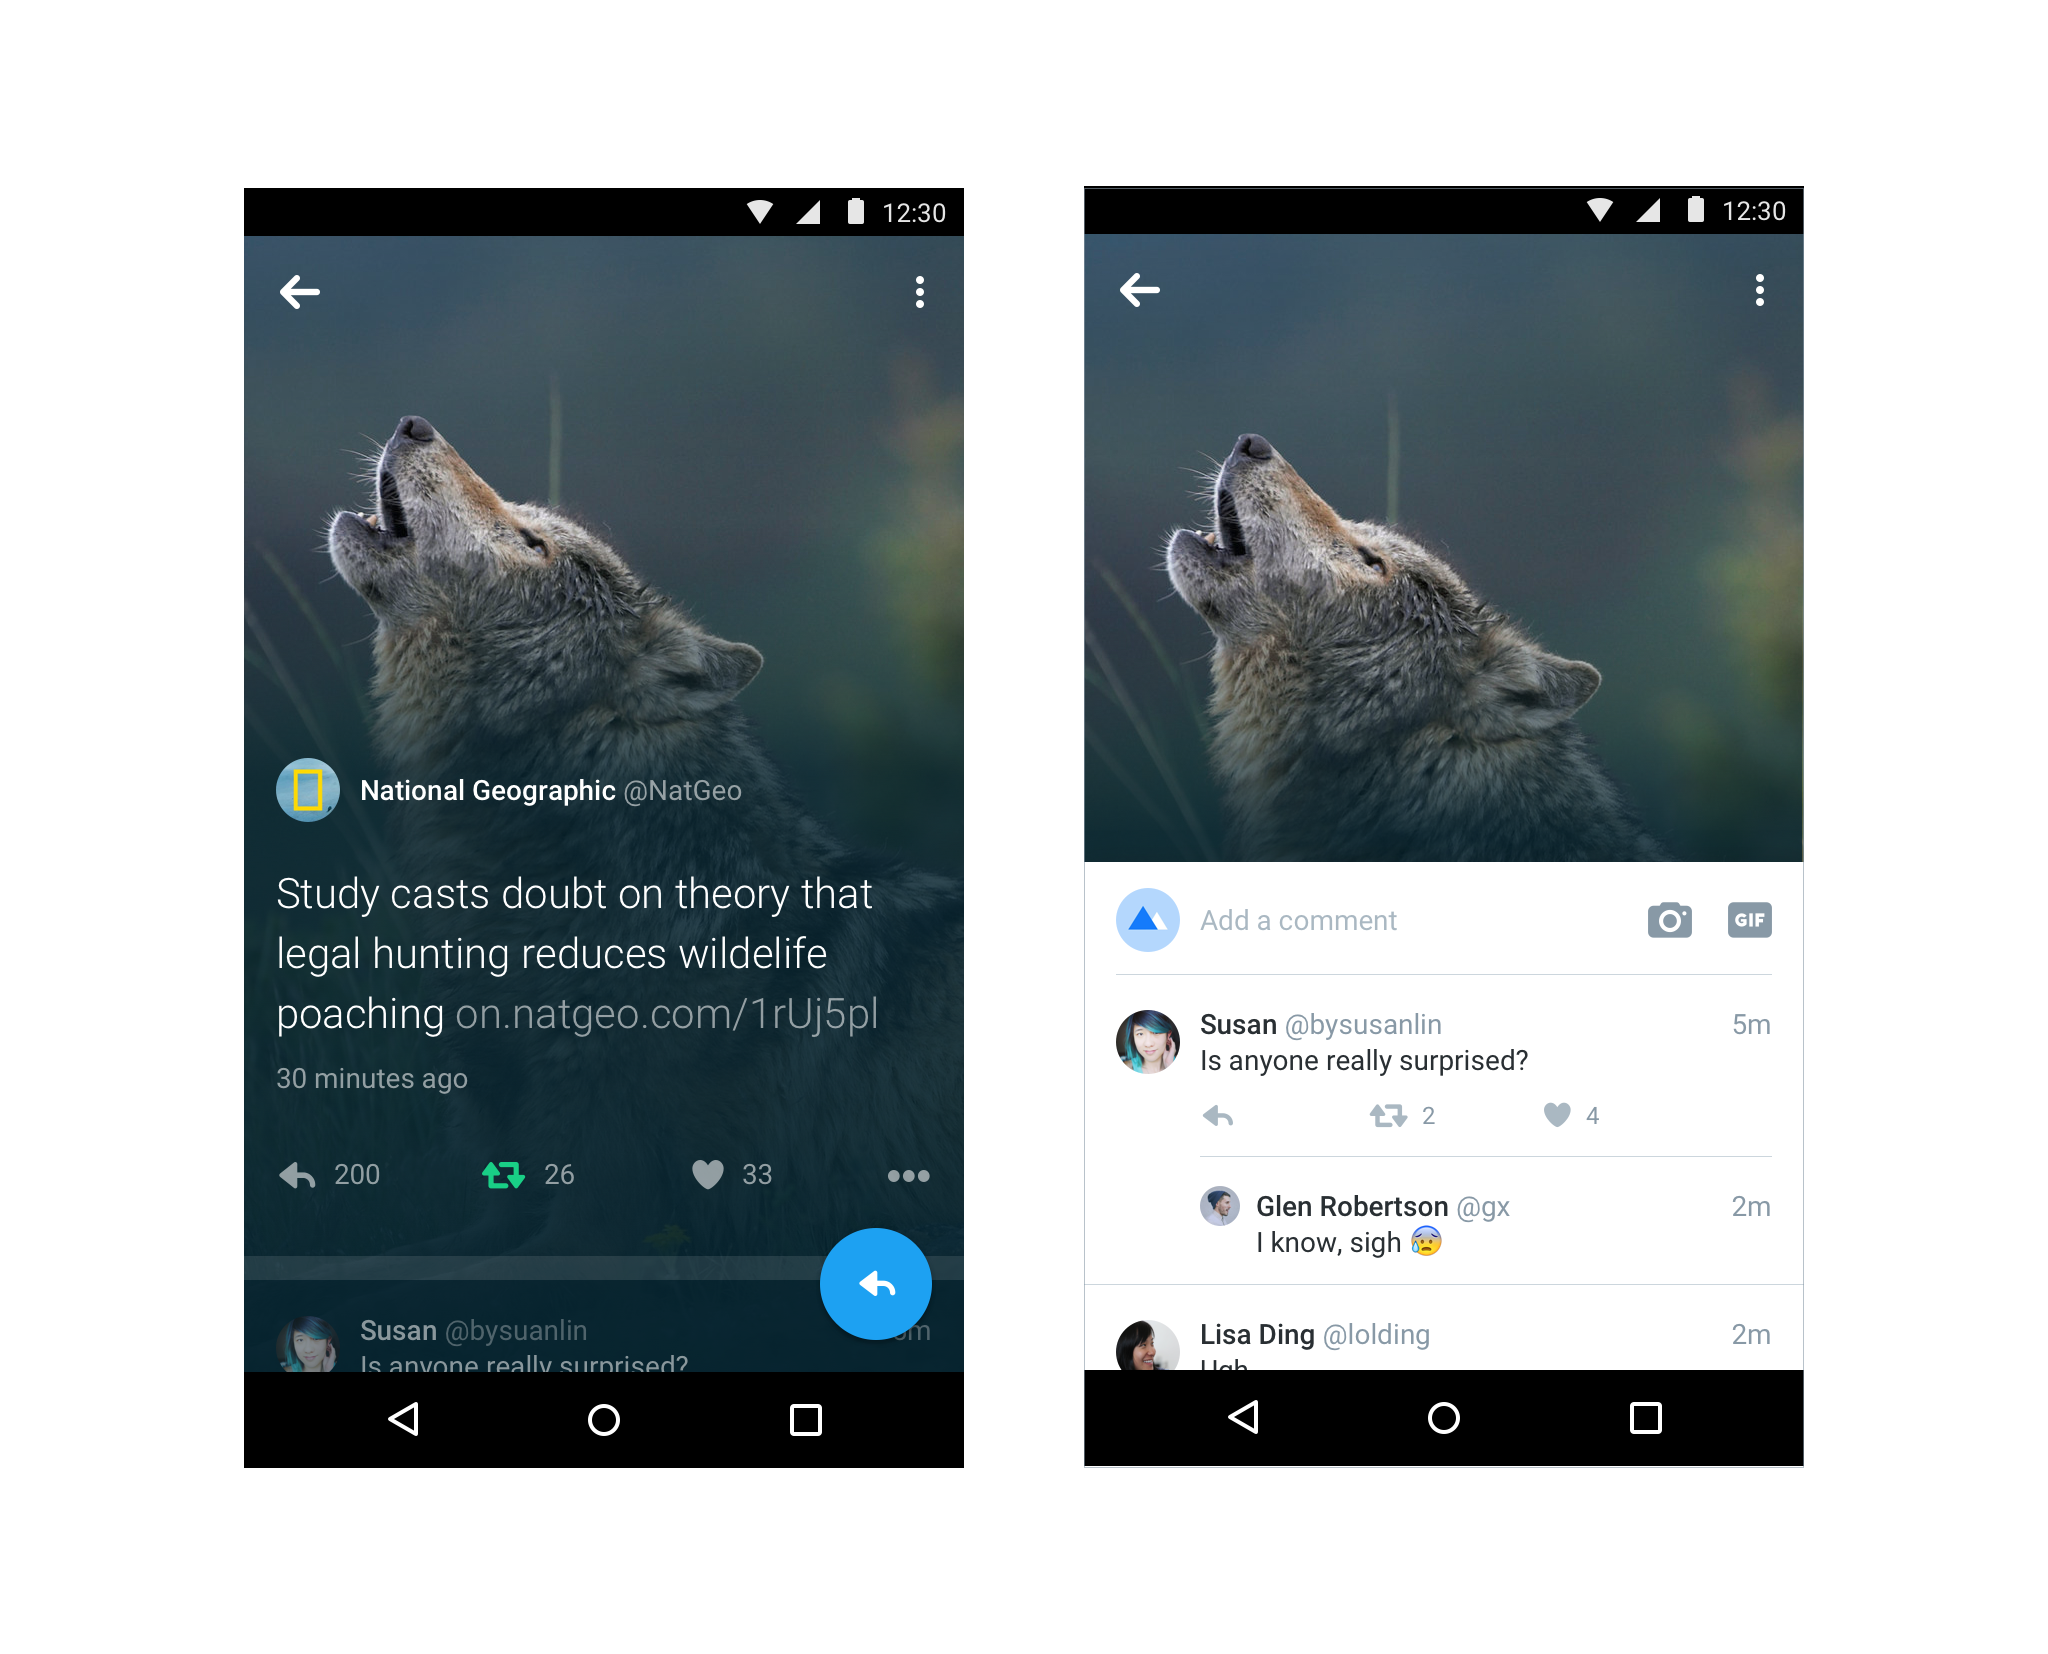 12:30
National Geographic @NatGeo
Study casts doubt on theory that
legal hunting reduces wildelife
poaching on.natgeo.com/1rUj5pl
30 minutes ago
200 26 33
Susan @bysuanlin
Is anyone really surprised?
12:30
Add a comment GIF
Susan @bysusanlin 5m
Is anyone really surprised?
2 4
Glen Robertson @gx 2m
I know, sigh 😰
Lisa Ding @lolding 2m
Ugh